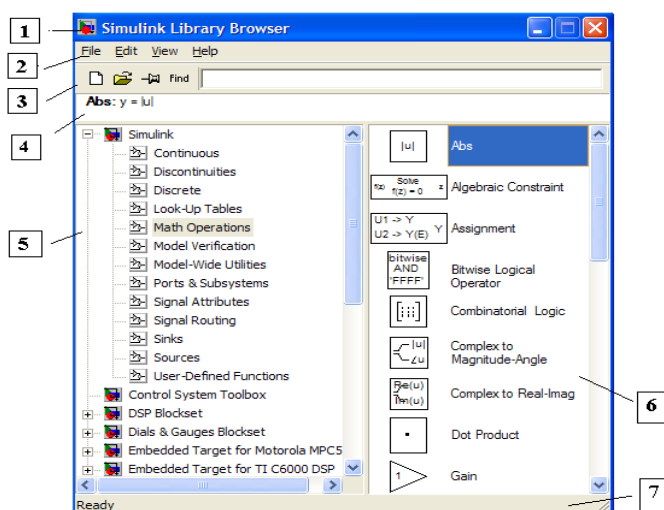 1
Simulink Library Browser
2
File Edit View Help
3
Find
4
Abs: y = |u|
5
Simulink
Continuous
Discontinuities
Discrete
Look-Up Tables
Math Operations
Model Verification
Model-Wide Utilities
Ports & Subsystems
Signal Attributes
Signal Routing
Sinks
Sources
User-Defined Functions
Control System Toolbox
DSP Blockset
Dials & Gauges Blockset
Embedded Target for Motorola MPC5
Embedded Target for TI C6000 DSP
|u| Abs
f(z) Solve f(z) = 0 z Algebraic Constraint
U1 -> Y
U2 -> Y(E) Y Assignment
bitwise
AND
"FFFF"
Bitwise Logical
Operator
Combinatorial Logic
|u|
∠u
Complex to
Magnitude-Angle
Re(u)
Im(u)
Complex to Real-Imag
Dot Product
1 Gain
6
Ready
7